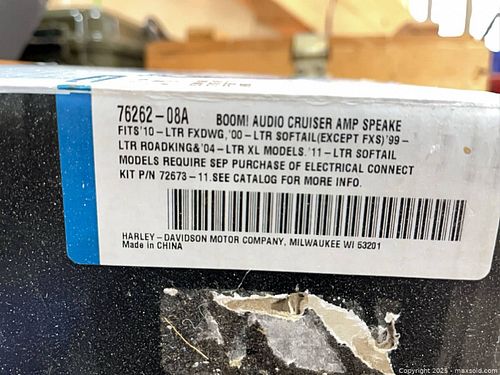 76262-08A BOOM! AUDIO CRUISER AMP SPEAKE
FITS'10-LTR FXDWG,'00-LTR SOFTAIL(EXCEPT FXS)'99-
LTR ROADKING&'04-LTR XL MODELS.'11-LTR SOFTAIL
MODELS REQUIRE SEP PURCHASE OF ELECTRICAL CONNECT
KIT P/N 72673-11.SEE CATALOG FOR MORE INFO.
HARLEY-DAVIDSON MOTOR COMPANY, MILWAUKEE WI 53201
Made in CHINA
Copyright 2025 - maxsold.com